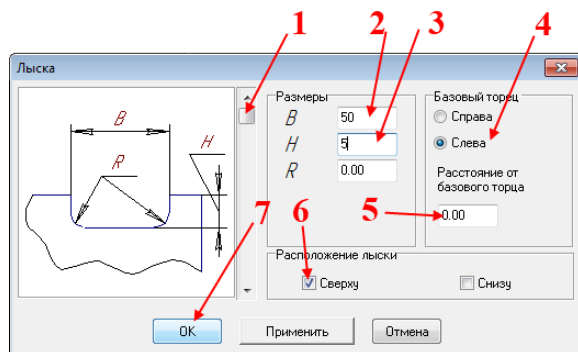 1 2 3 4
Лыска
B
H
R
Размеры
B 50
H 5
R 0.00
Базовый торец
Справа
Слева
Расстояние от
базового торца
0.00
5
6
7
Расположение лыски
Сверху Снизу
OK Применить Отмена